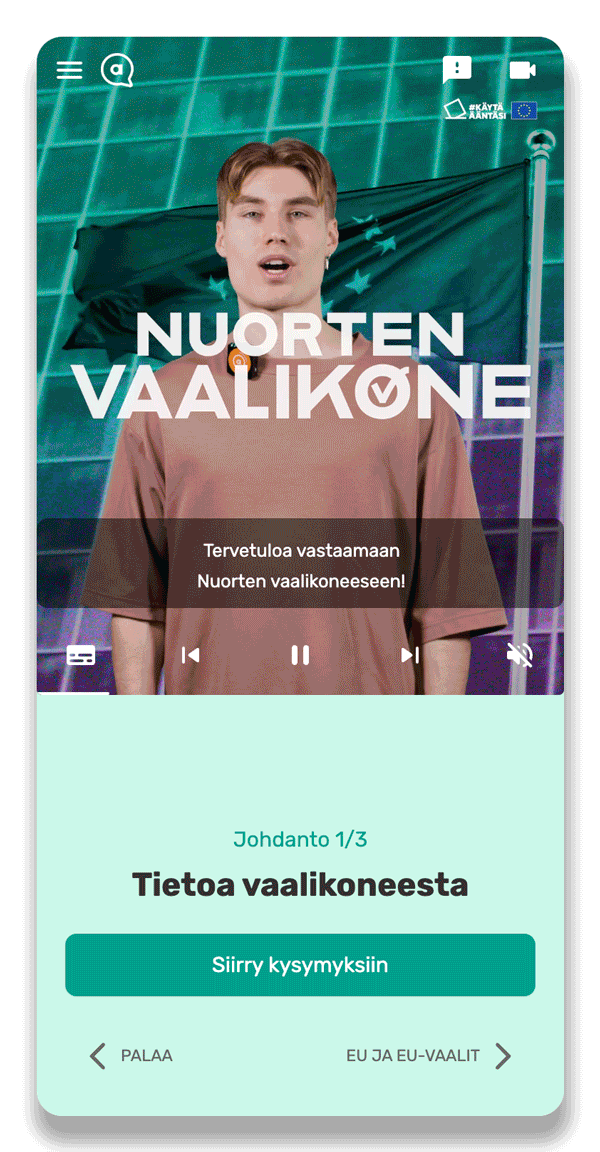 a
#KÄYTÄ
ÄÄNTÄSI
NUORTEN
VAALIKONE
Tervetuloa vastaamaan
Nuorten vaalikoneeseen!
Johdanto 1/3
Tietoa vaalikoneesta
Siirry kysymyksiin
PALAA
EU JA EU-VAALIT